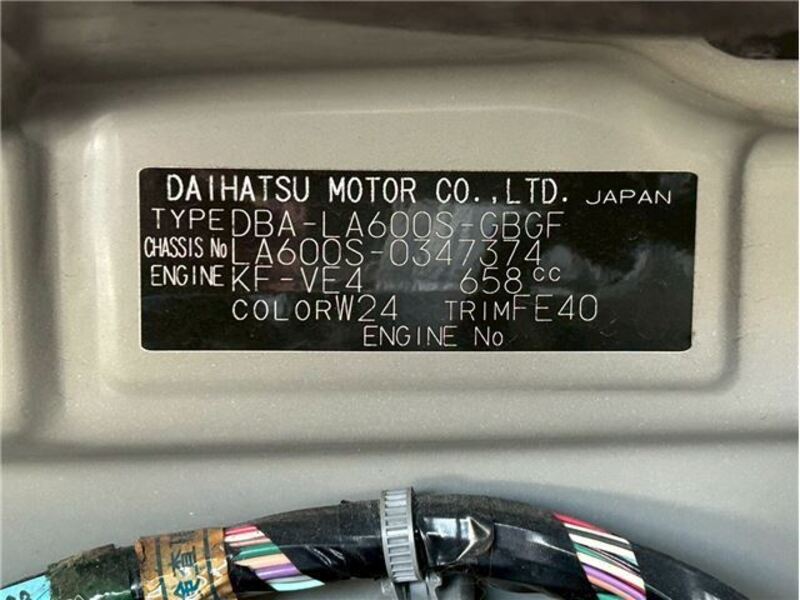 DAIHATSU MOTOR CO.,LTD. JAPAN
TYPE DBA-LA600S-GBGF
CHASSIS No LA600S-0347374
ENGINE KF-VE4 658cc
COLOR W24 TRIM FE40
ENGINE No